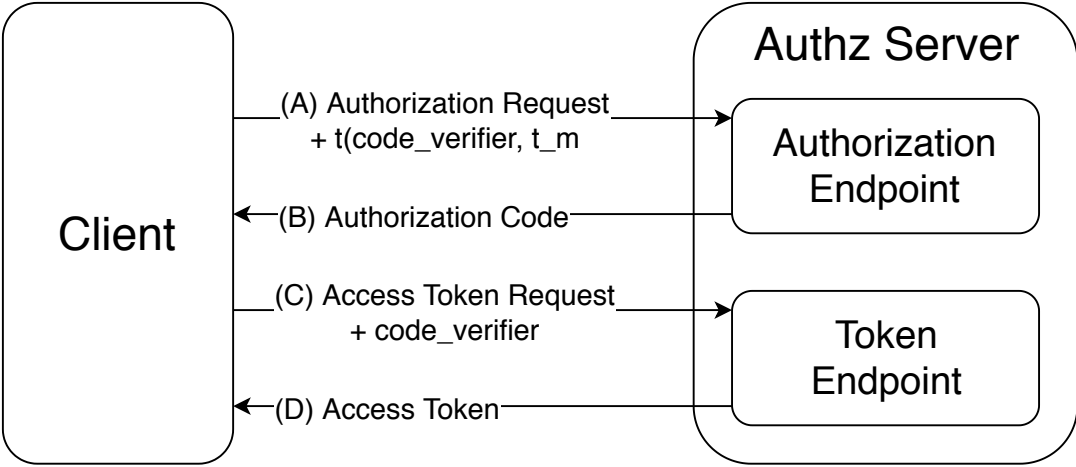 Authz Server
(A) Authorization Request
+ t(code_verifier, t_m
Authorization
Endpoint
(B) Authorization Code
Client
(C) Access Token Request
+ code_verifier
Token
Endpoint
(D) Access Token